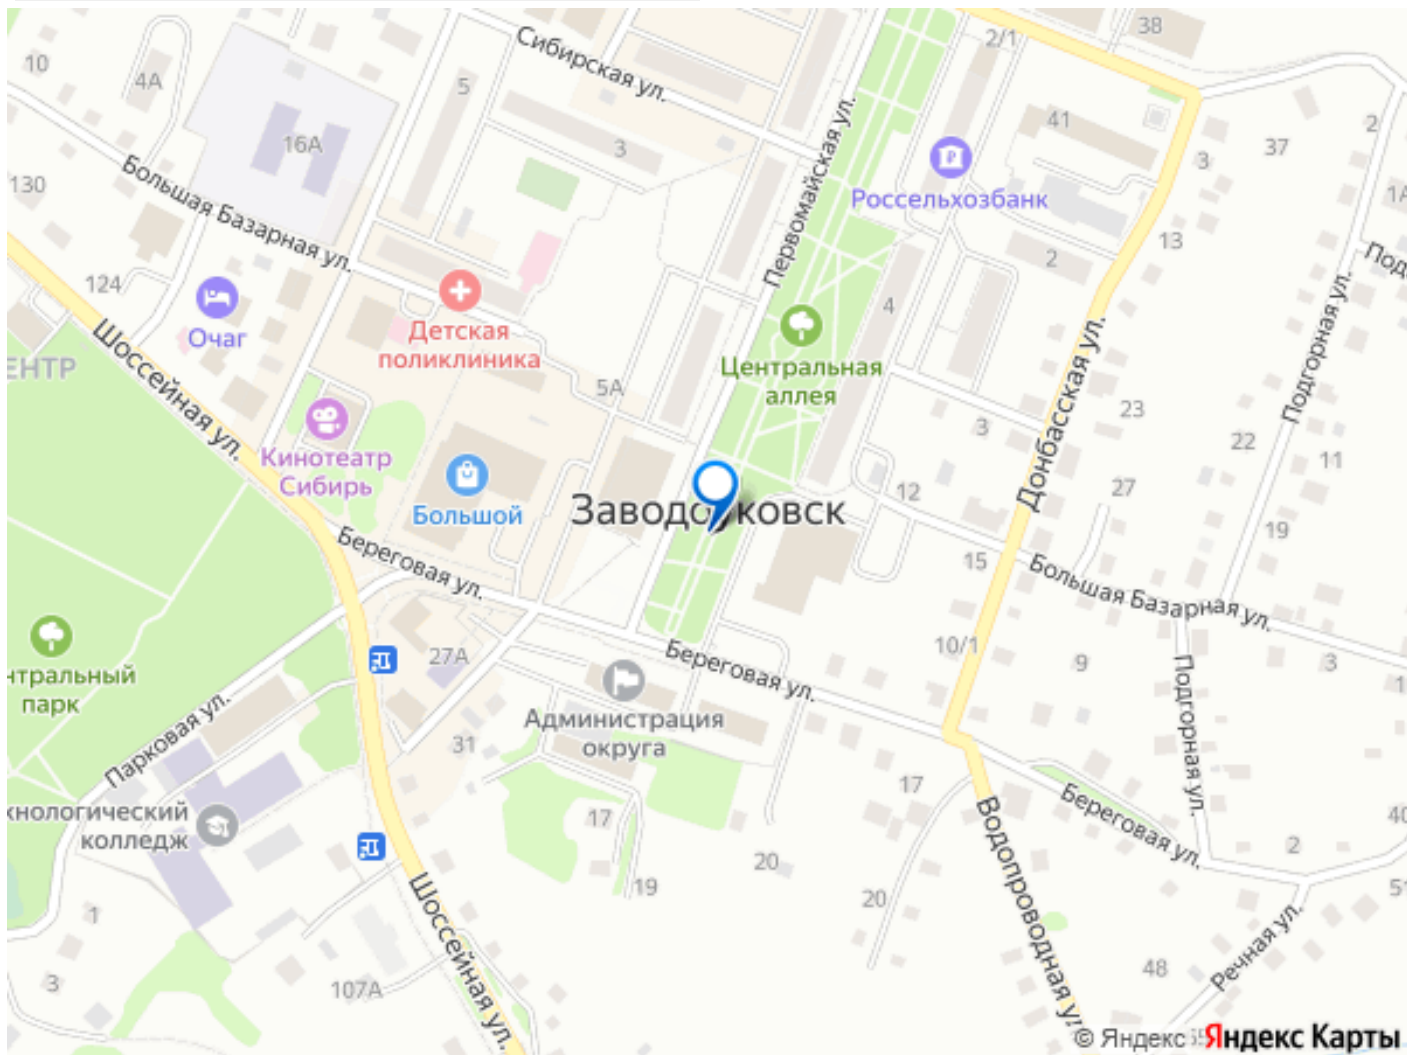 38
2/1
Сибирская ул.
10
4А
5
41
2
16А
3
3
37
130
Большая Базарная ул.
Первомайская ул.
Россельхозбанк
1А
13
2
124
Подгорная ул.
4
Очаг
Детская
поликлиника
Шоссейная ул.
ЕНТР
Центральная
аллея
5А
Донбасская ул.
23
3
22
11
Кинотеатр
Сибирь
Большой
Заводоуковск
12
27
19
15
Береговая ул.
Большая Базарная ул.
10/1
9
3
27А
Береговая ул.
Подгорная ул.
нтральный
парк
Парковая ул.
Администрация
округа
31
17
17
Водопроводная ул.
Береговая ул.
хнологический
колледж
40
2
20
19
20
51
1
Шоссейная ул.
Речная ул.
48
3
107А
© Яндекс
Яндекс Карты